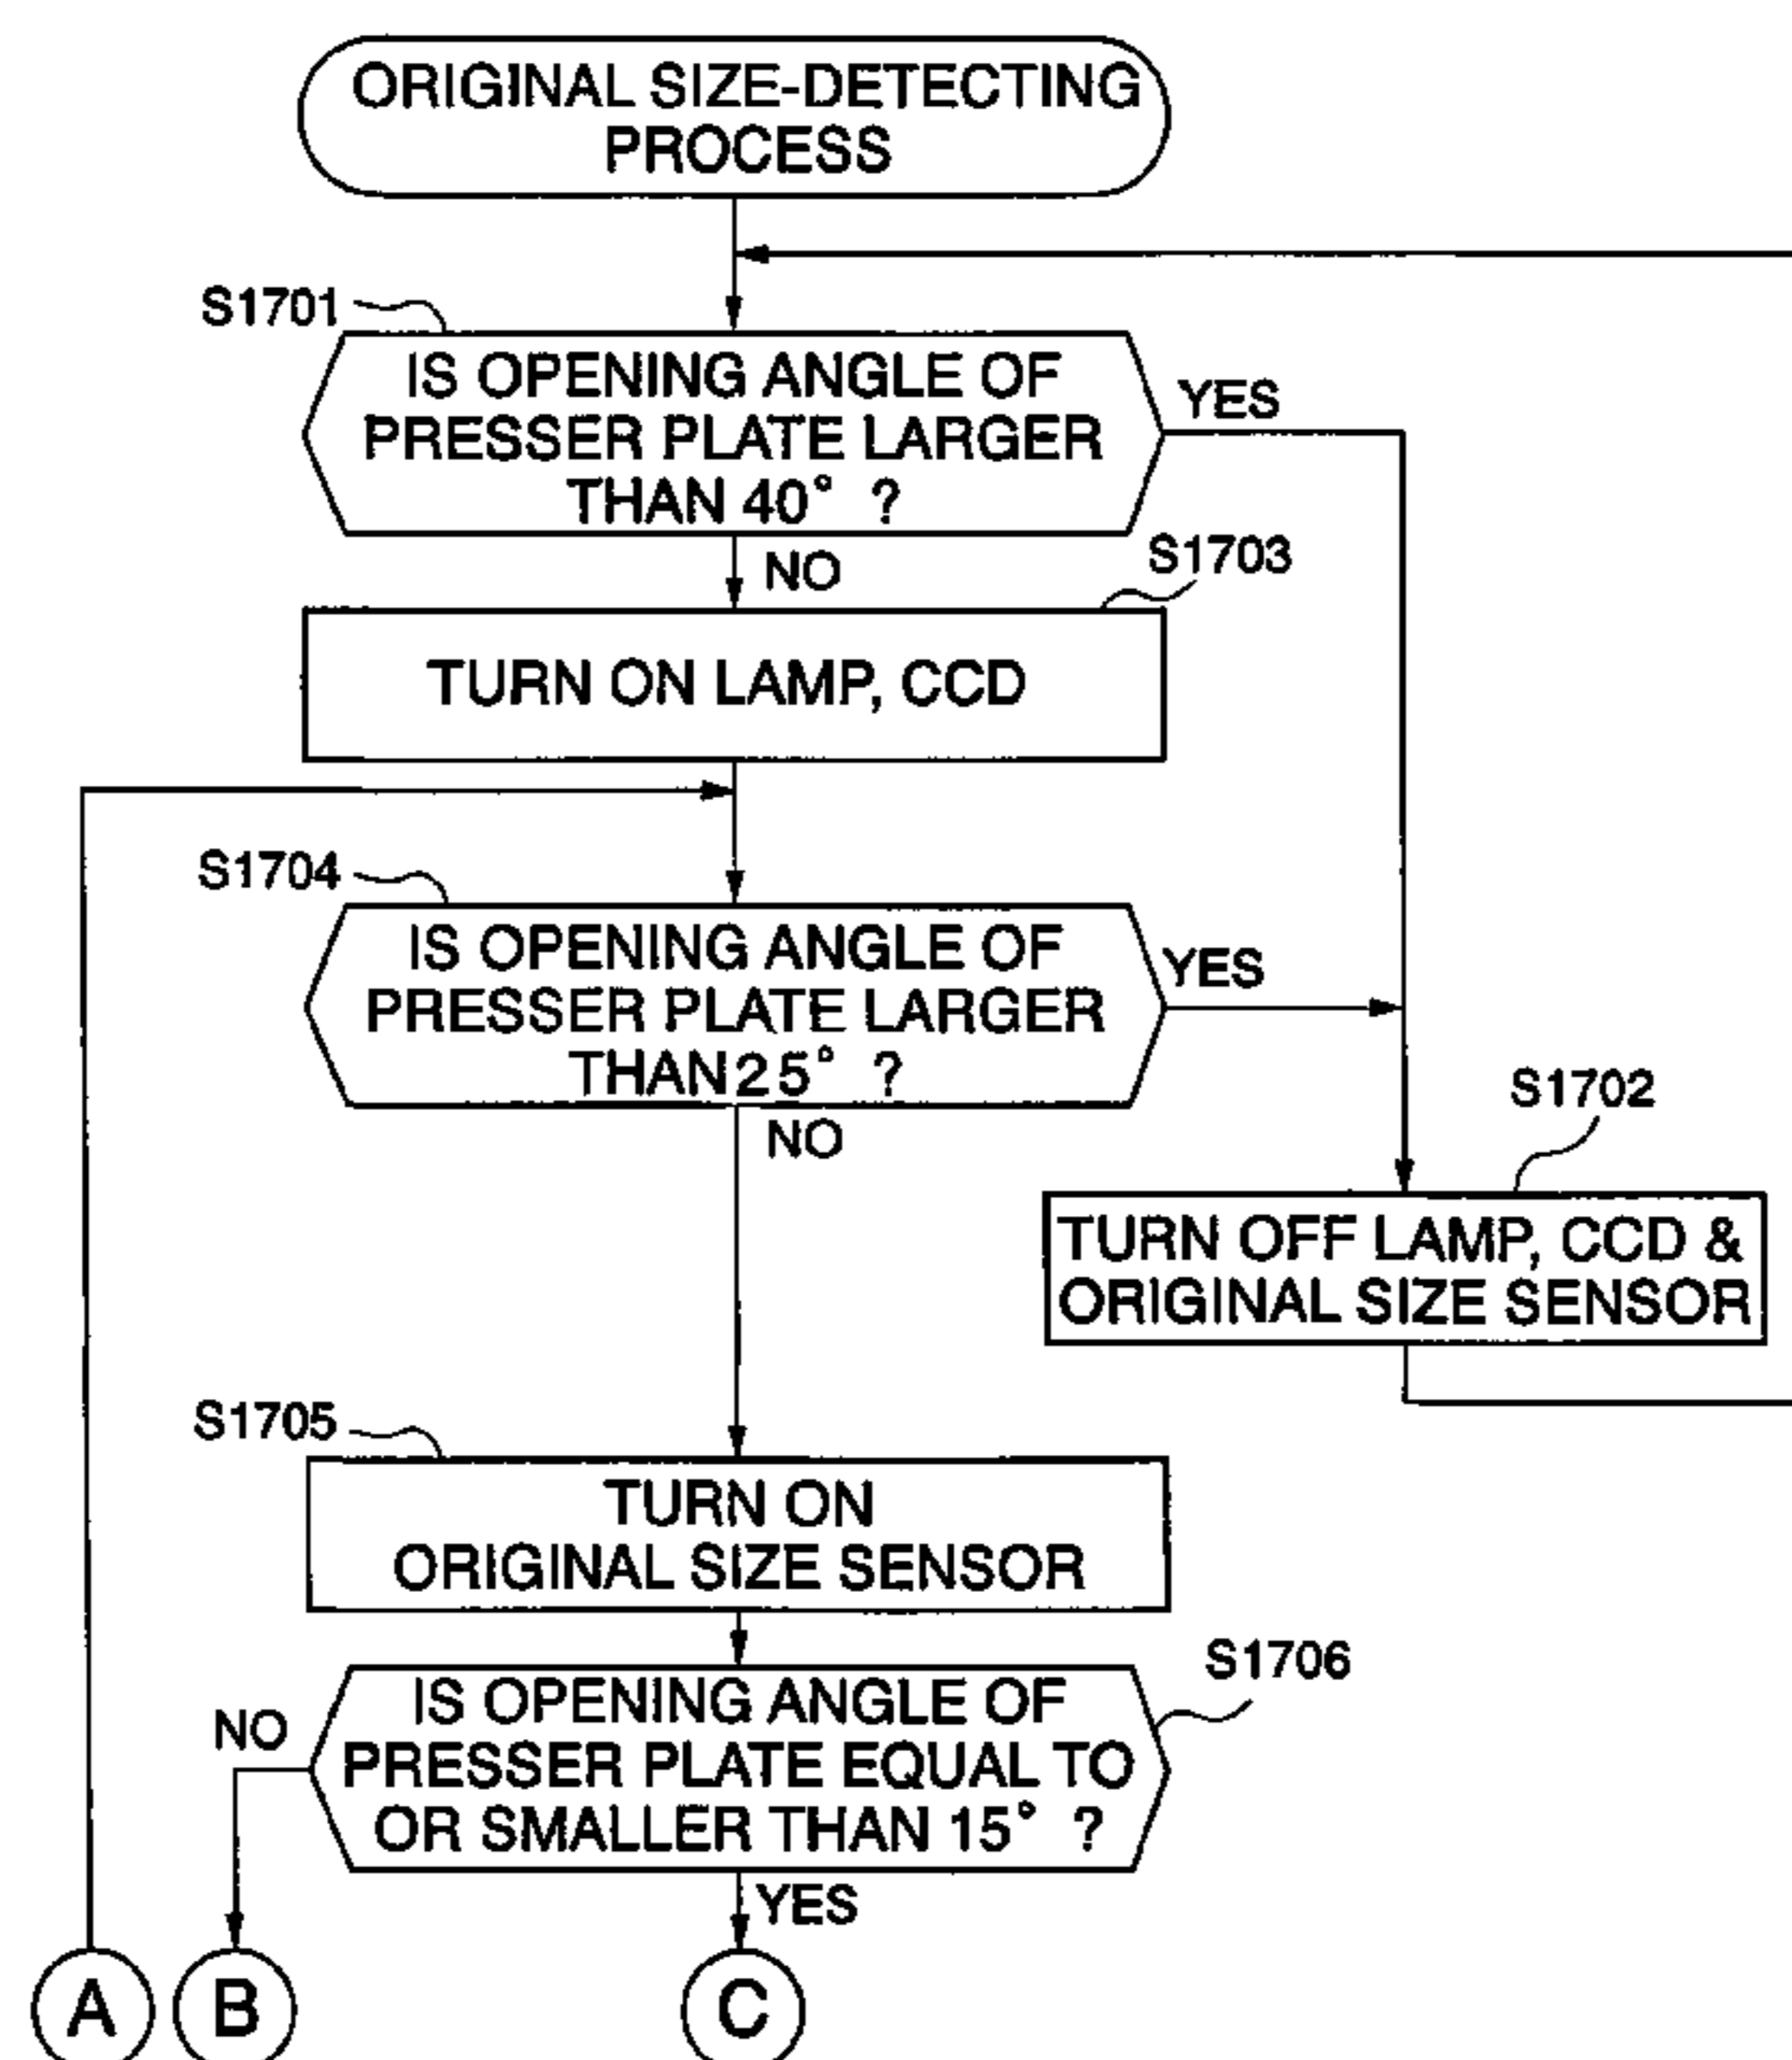 ORIGINAL SIZE-DETECTING
PROCESS
S1701
IS OPENING ANGLE OF
PRESSER PLATE LARGER
THAN 40° ?
YES
NO
S1703
TURN ON LAMP, CCD
S1704
IS OPENING ANGLE OF
PRESSER PLATE LARGER
THAN25° ?
YES
NO
S1702
TURN OFF LAMP, CCD &
ORIGINAL SIZE SENSOR
S1705
TURN ON
ORIGINAL SIZE SENSOR
S1706
IS OPENING ANGLE OF
PRESSER PLATE EQUAL TO
OR SMALLER THAN 15° ?
NO
YES
A
B
C